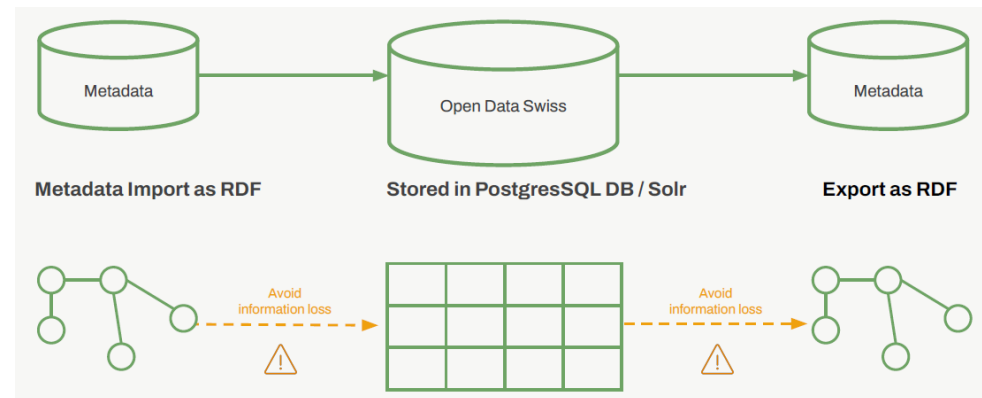 Metadata
Open Data Swiss
Metadata
Metadata Import as RDF
Stored in PostgresSQL DB / Solr
Export as RDF
Avoid
information loss
Avoid
information loss